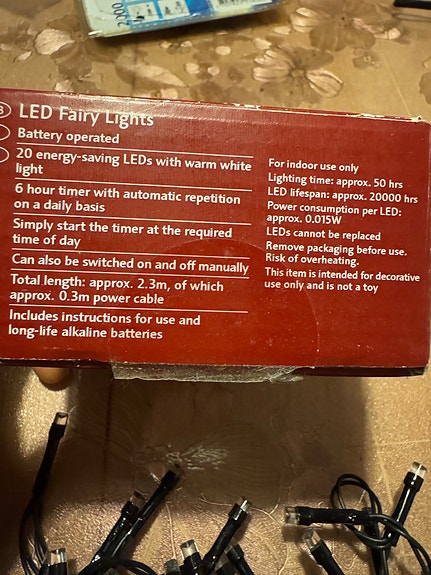 LED Fairy Lights
Battery operated
20 energy-saving LEDs with warm white
light
6 hour timer with automatic repetition
on a daily basis
Simply start the timer at the required
time of day
Can also be switched on and off manually
Total length: approx. 2.3m, of which
approx. 0.3m power cable
Includes instructions for use and
long-life alkaline batteries
For indoor use only
Lighting time: approx. 50 hrs
LED lifespan: approx. 20000 hrs
Power consumption per LED:
approx. 0.015W
LEDs cannot be replaced
Remove packaging before use.
Risk of overheating.
This item is intended for decorative
use only and is not a toy